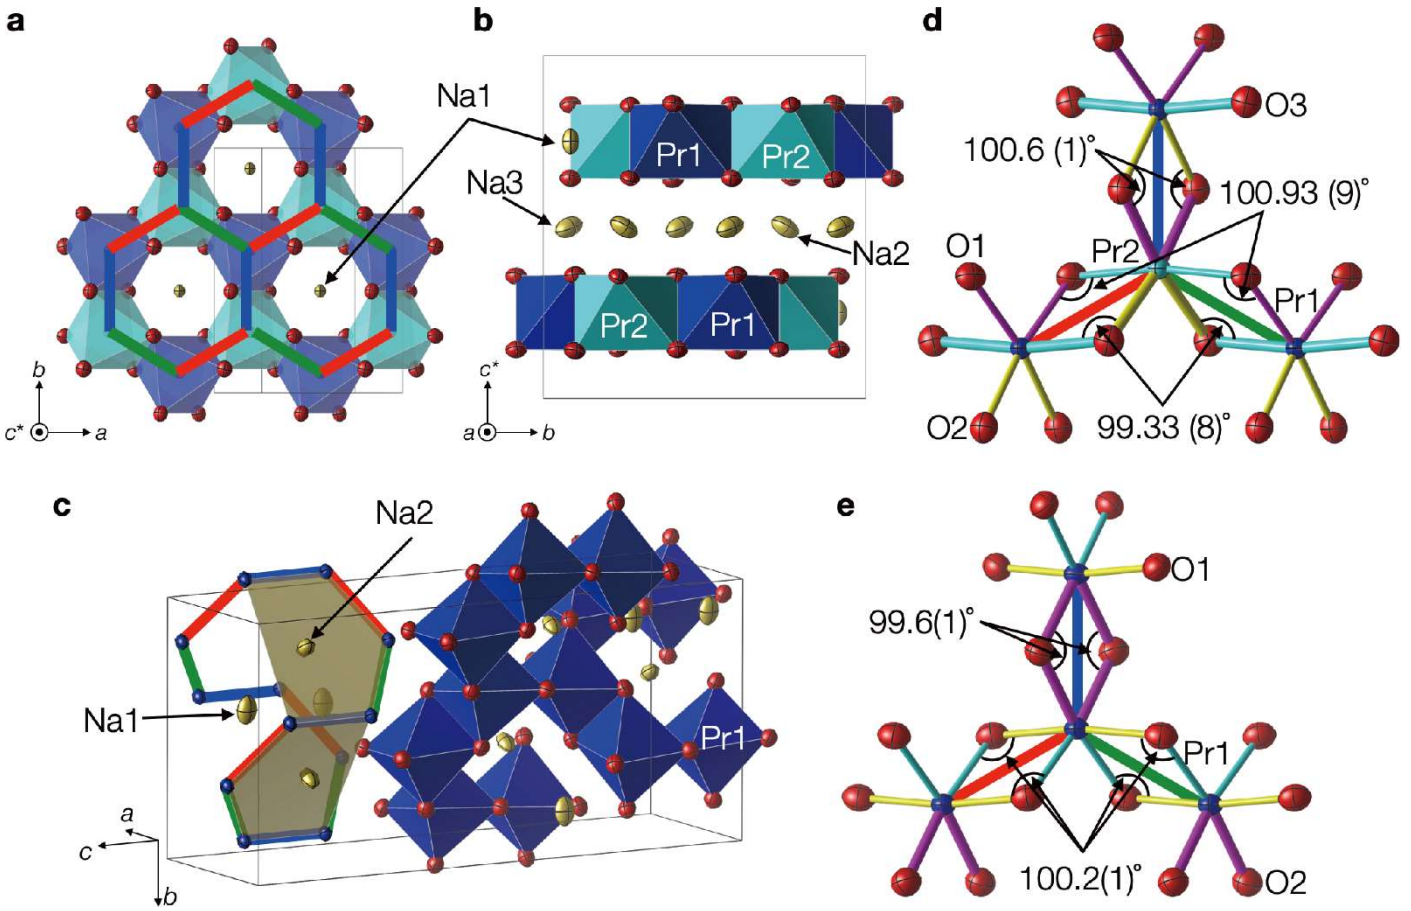 a
b
c*
a
b
Na1
Pr1
Pr2
Na3
Na2
Pr2
Pr1
c*
a
b
c
Na2
Na1
Pr1
a
c
b
d
O3
100.6 (1)°
100.93 (9)°
O1
Pr2
Pr1
O2
99.33 (8)°
e
O1
99.6(1)°
Pr1
100.2(1)°
O2